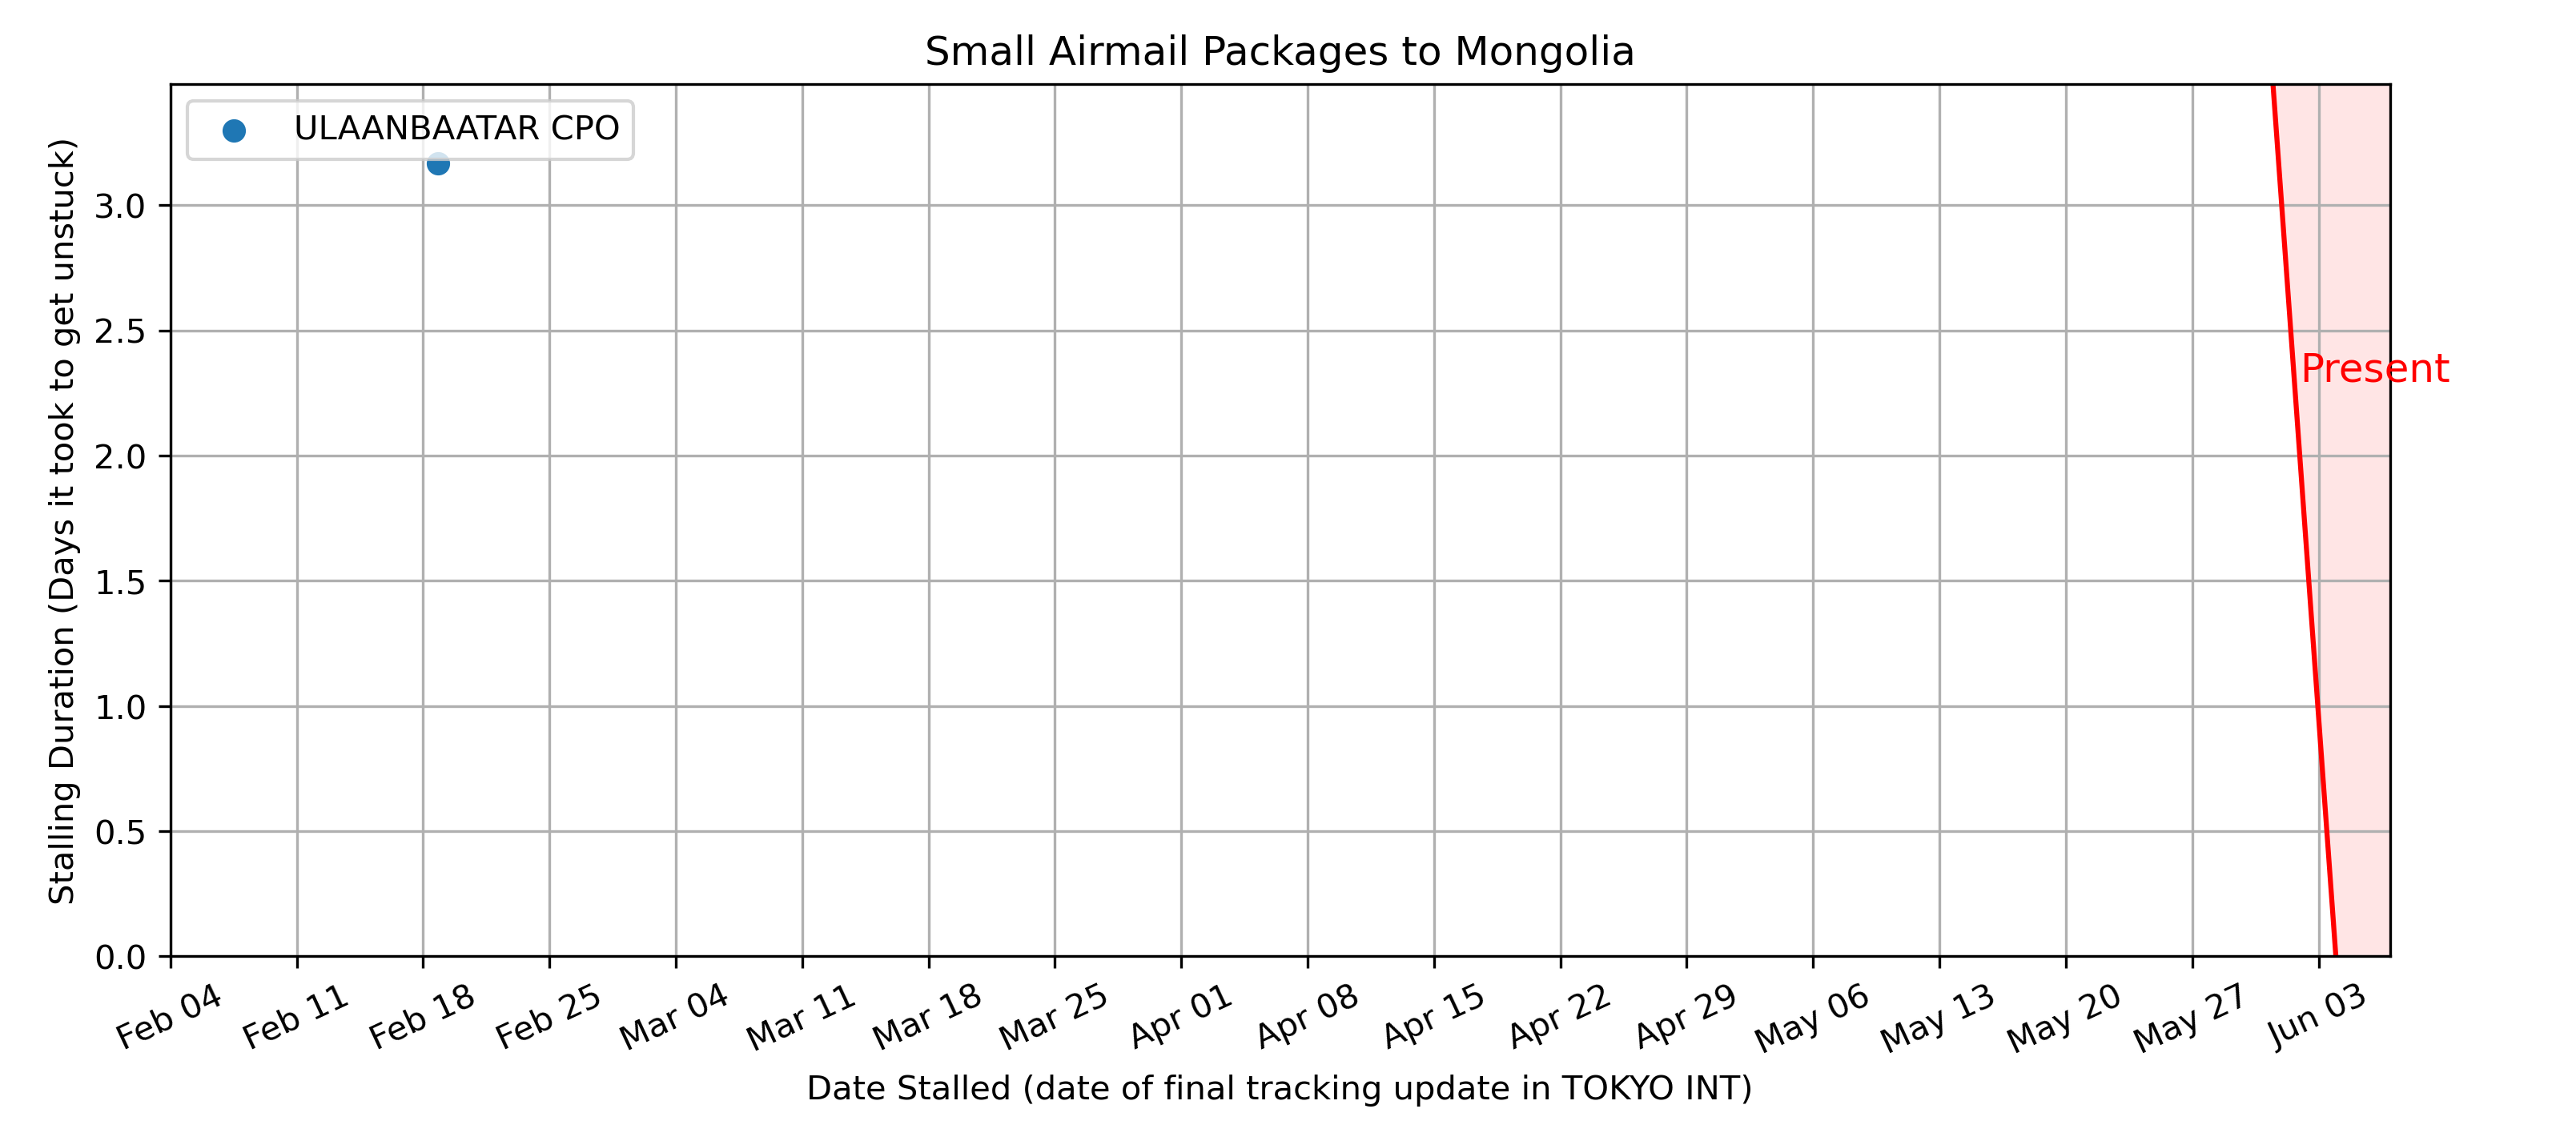 Small Airmail Packages to Mongolia
ULAANBAATAR CPO
Stalling Duration (Days it took to get unstuck)
3.0
2.5
2.0
1.5
1.0
0.5
0.0
Present
Feb 04
Feb 11
Feb 18
Feb 25
Mar 04
Mar 11
Mar 18
Mar 25
Apr 01
Apr 08
Apr 15
Apr 22
Apr 29
May 06
May 13
May 20
May 27
Jun 03
Date Stalled (date of final tracking update in TOKYO INT)